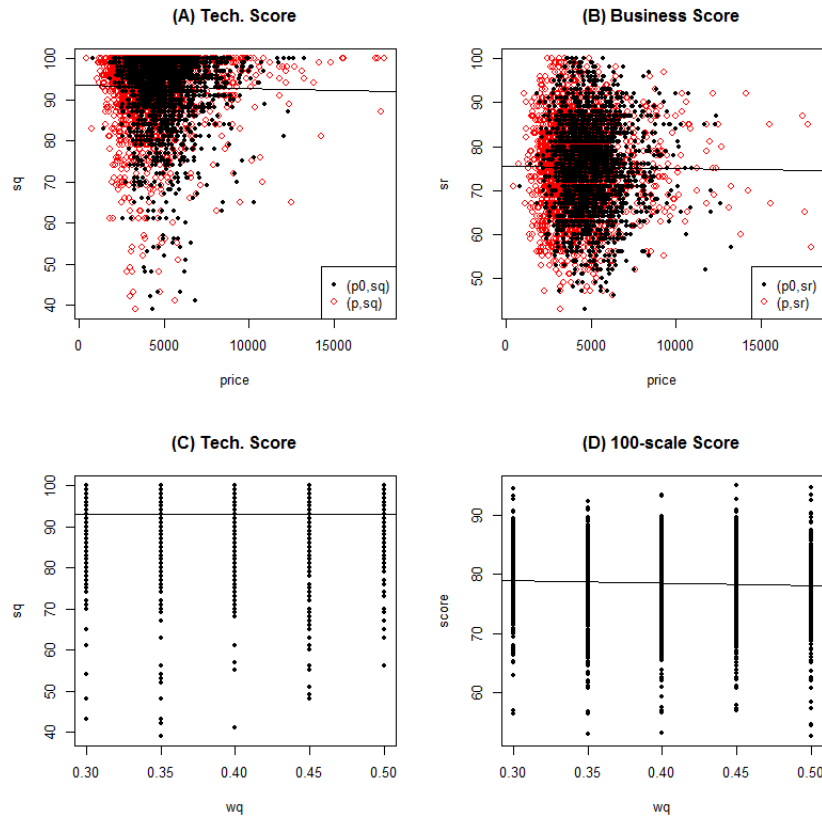 (A) Tech. Score
sq
40 50 60 70 80 90 100
(p0,sq)
(p,sq)
0 5000 10000 15000
price
(B) Business Score
sr
50 60 70 80 90 100
(p0,sr)
(p,sr)
0 5000 10000 15000
price
(C) Tech. Score
sq
40 50 60 70 80 90 100
0.30 0.35 0.40 0.45 0.50
wq
(D) 100-scale Score
score
60 70 80 90
0.30 0.35 0.40 0.45 0.50
wq